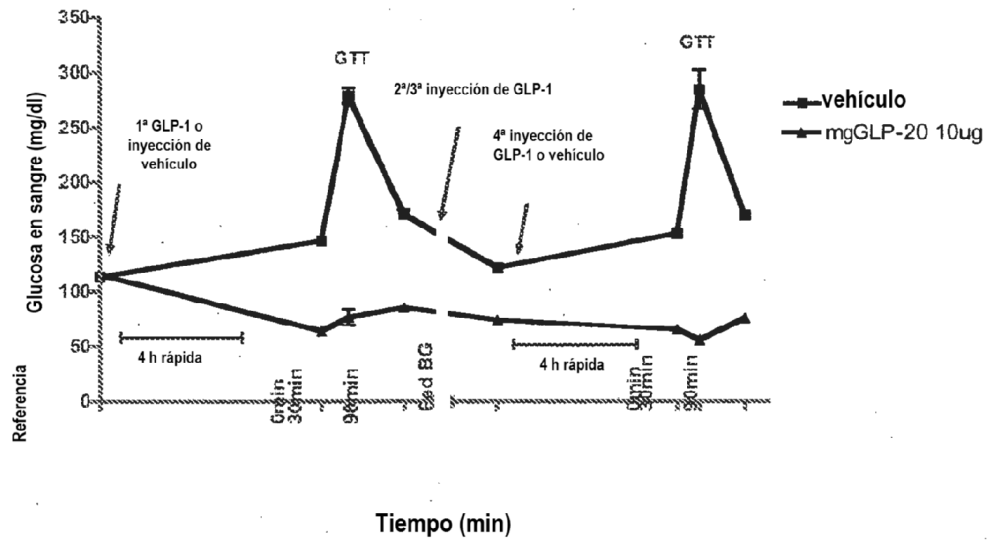 350
300
250
200
150
100
50
0
Glucosa en sangre (mg/dl)
Referencia
GTT
GTT
1ª GLP-1 o
inyección de
vehículo
2ª/3ª inyección de GLP-1
4ª inyección de
GLP-1 o vehículo
vehículo
mgGLP-20 10ug
4 h rápida
4 h rápida
0min
30min
90min
BG
0min
30min
90min
Tiempo (min)